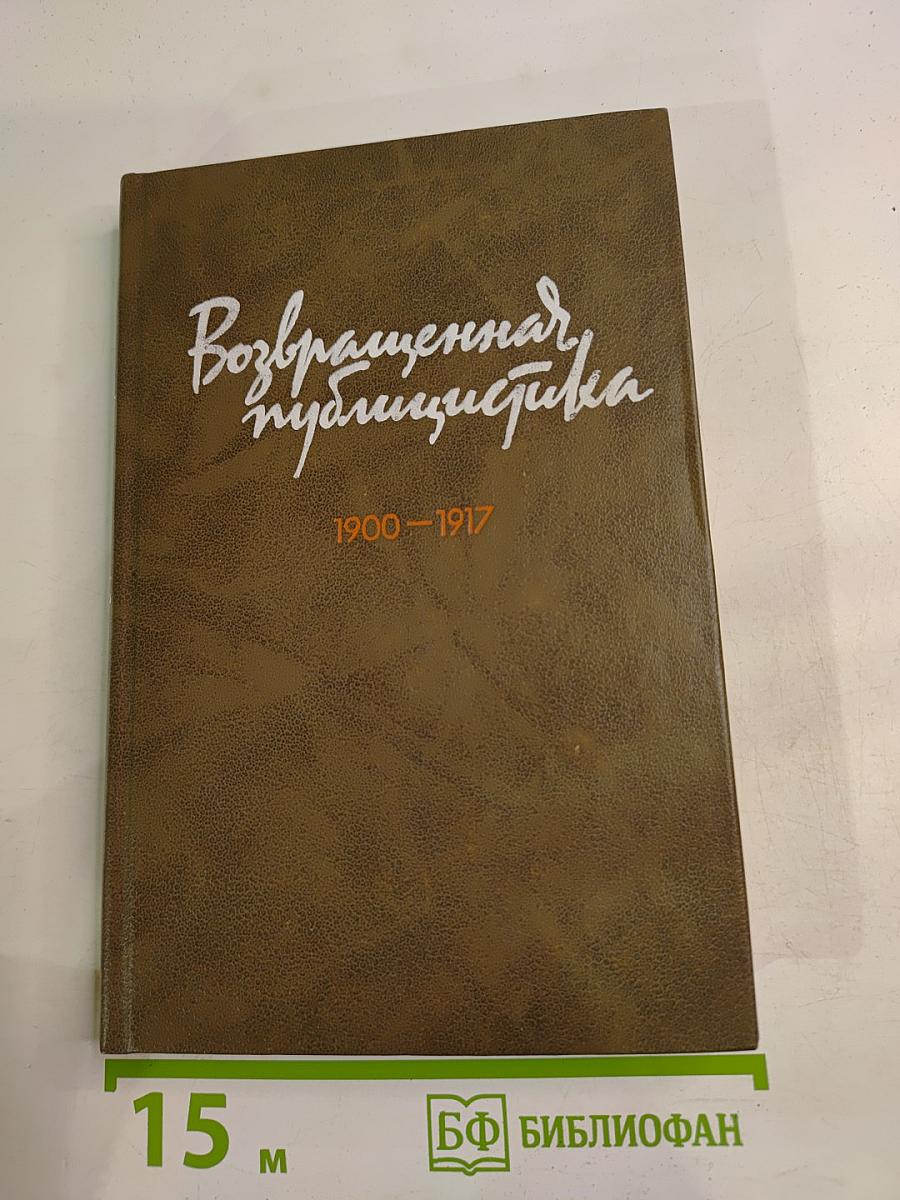 Возвращенная
публицистика
1900—1917
15 м
БФ БИБЛИОФАН